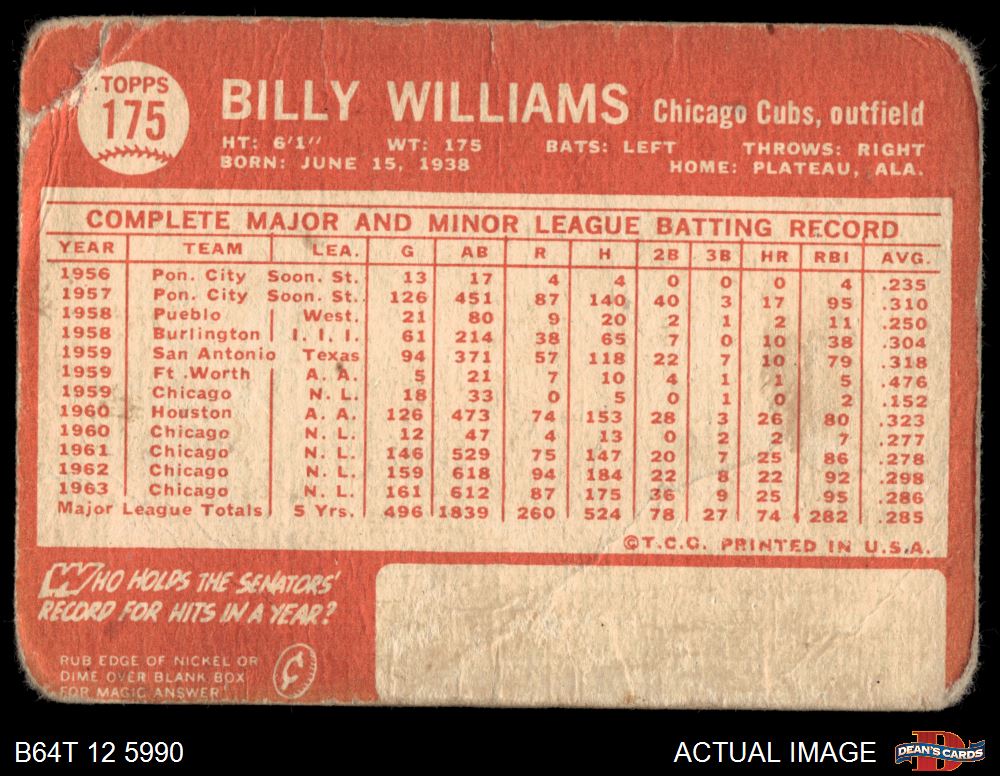 TOPPS
175
BILLY WILLIAMS Chicago Cubs, outfield
HT: 6'1" WT: 175 BATS: LEFT THROWS: RIGHT
BORN: JUNE 15, 1938 HOME: PLATEAU, ALA.
COMPLETE MAJOR AND MINOR LEAGUE BATTING RECORD
YEAR TEAM LEA. G AB R H 2B 3B HR RBI AVG.
1956 Pon. City Soon. St. 13 17 4 4 0 0 0 4 .235
1957 Pon. City Soon. St. 126 451 87 140 40 3 17 95 .310
1958 Pueblo West. 21 80 9 20 2 1 2 11 .250
1958 Burlington I. I. I. 61 214 38 65 7 0 10 38 .304
1959 San Antonio Texas 94 371 57 118 22 7 10 79 .318
1959 Ft. Worth A. A. 5 21 7 10 4 1 1 5 .476
1959 Chicago N. L. 18 33 0 5 0 1 0 2 .152
1960 Houston A. A. 126 473 74 153 28 3 26 80 .323
1960 Chicago N. L. 12 47 4 13 0 2 2 7 .277
1961 Chicago N. L. 146 529 75 147 20 7 25 86 .278
1962 Chicago N. L. 159 618 94 184 22 8 22 92 .298
1963 Chicago N. L. 161 612 87 175 36 9 25 95 .286
Major League Totals 5 Yrs. 496 1839 260 524 78 27 74 282 .285
©T.C.G. PRINTED IN U.S.A.
WHO HOLDS THE SENATORS'
RECORD FOR HITS IN A YEAR?
RUB EDGE OF NICKEL OR
DIME OVER BLANK BOX
FOR MAGIC ANSWER
¢
B64T 12 5990 ACTUAL IMAGE D DEAN'S CARDS